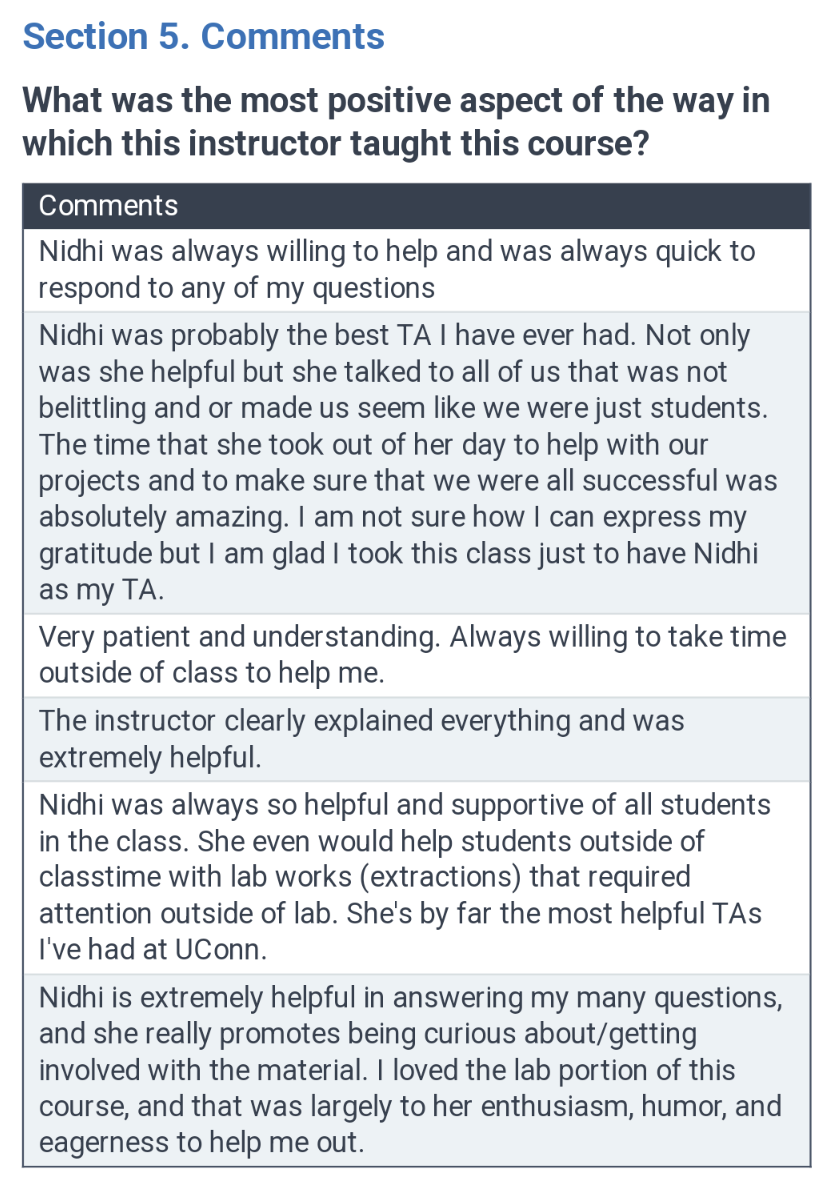 Section 5. Comments
What was the most positive aspect of the way in
which this instructor taught this course?
Comments
Nidhi was always willing to help and was always quick to
respond to any of my questions
Nidhi was probably the best TA I have ever had. Not only
was she helpful but she talked to all of us that was not
belittling and or made us seem like we were just students.
The time that she took out of her day to help with our
projects and to make sure that we were all successful was
absolutely amazing. I am not sure how I can express my
gratitude but I am glad I took this class just to have Nidhi
as my TA.
Very patient and understanding. Always willing to take time
outside of class to help me.
The instructor clearly explained everything and was
extremely helpful.
Nidhi was always so helpful and supportive of all students
in the class. She even would help students outside of
classtime with lab works (extractions) that required
attention outside of lab. She's by far the most helpful TAs
I've had at UConn.
Nidhi is extremely helpful in answering my many questions,
and she really promotes being curious about/getting
involved with the material. I loved the lab portion of this
course, and that was largely to her enthusiasm, humor, and
eagerness to help me out.